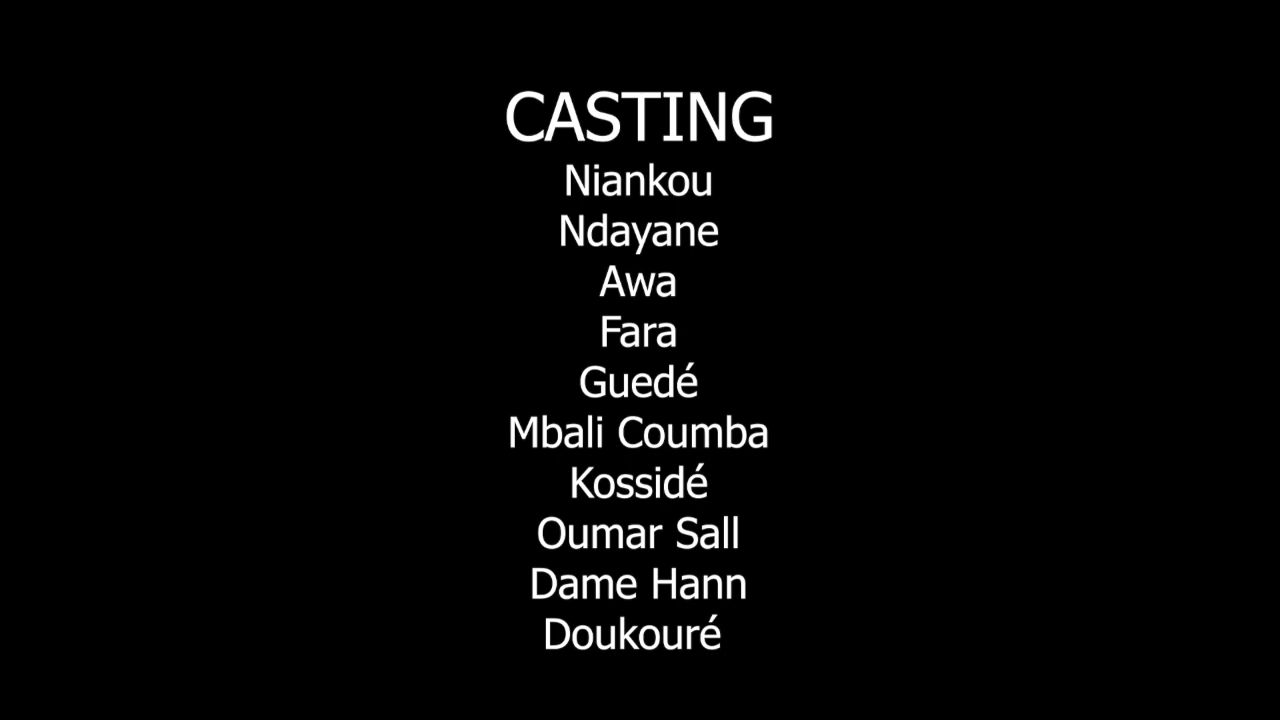 CASTING
Niankou
Ndayane
Awa
Fara
Guedé
Mbali Coumba
Kossidé
Oumar Sall
Dame Hann
Doukouré